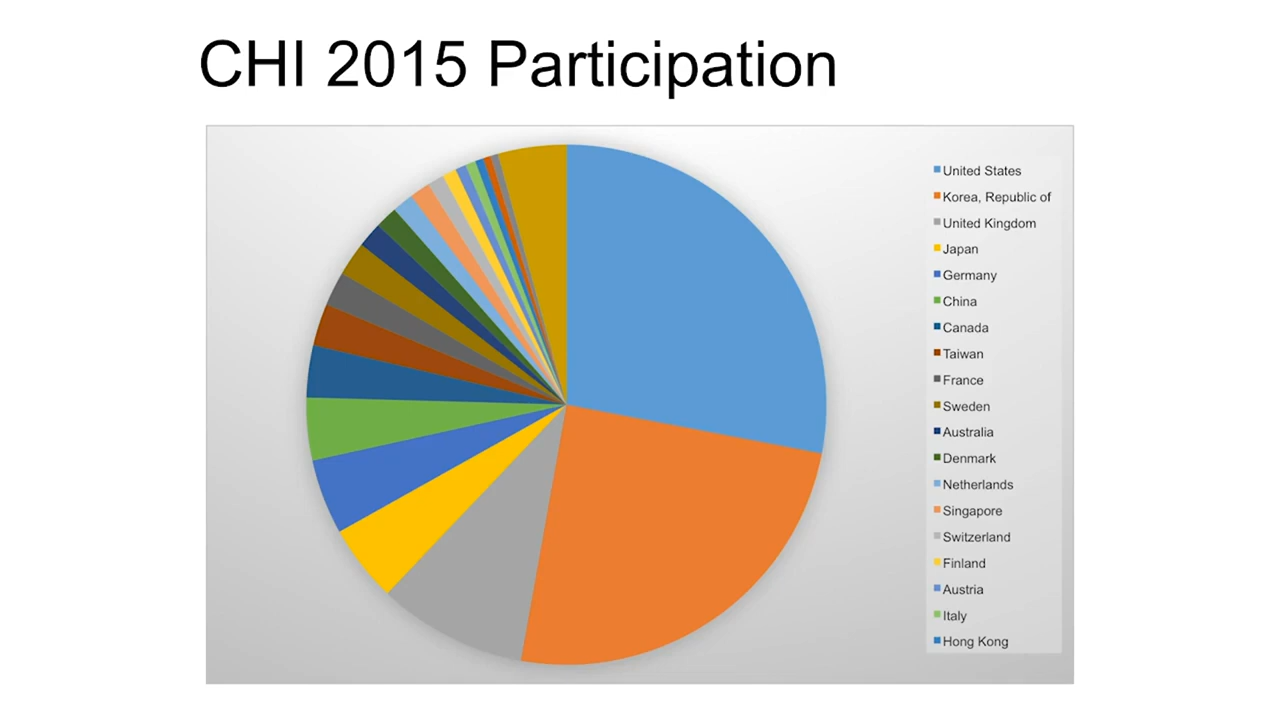 CHI 2015 Participation
United States
Korea, Republic of
United Kingdom
Japan
Germany
China
Canada
Taiwan
France
Sweden
Australia
Denmark
Netherlands
Singapore
Switzerland
Finland
Austria
Italy
Hong Kong